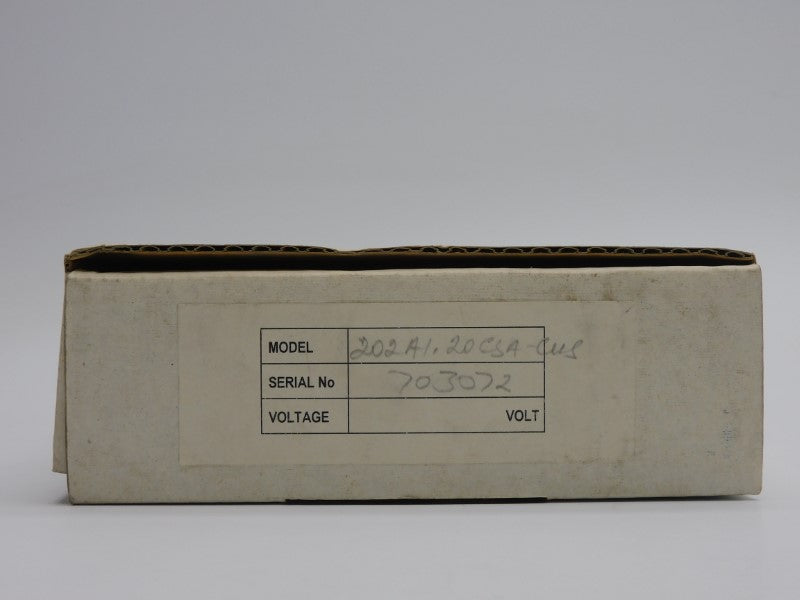 MODEL 202A1.20CSA-CUS
SERIAL No 703072
VOLTAGE VOLT